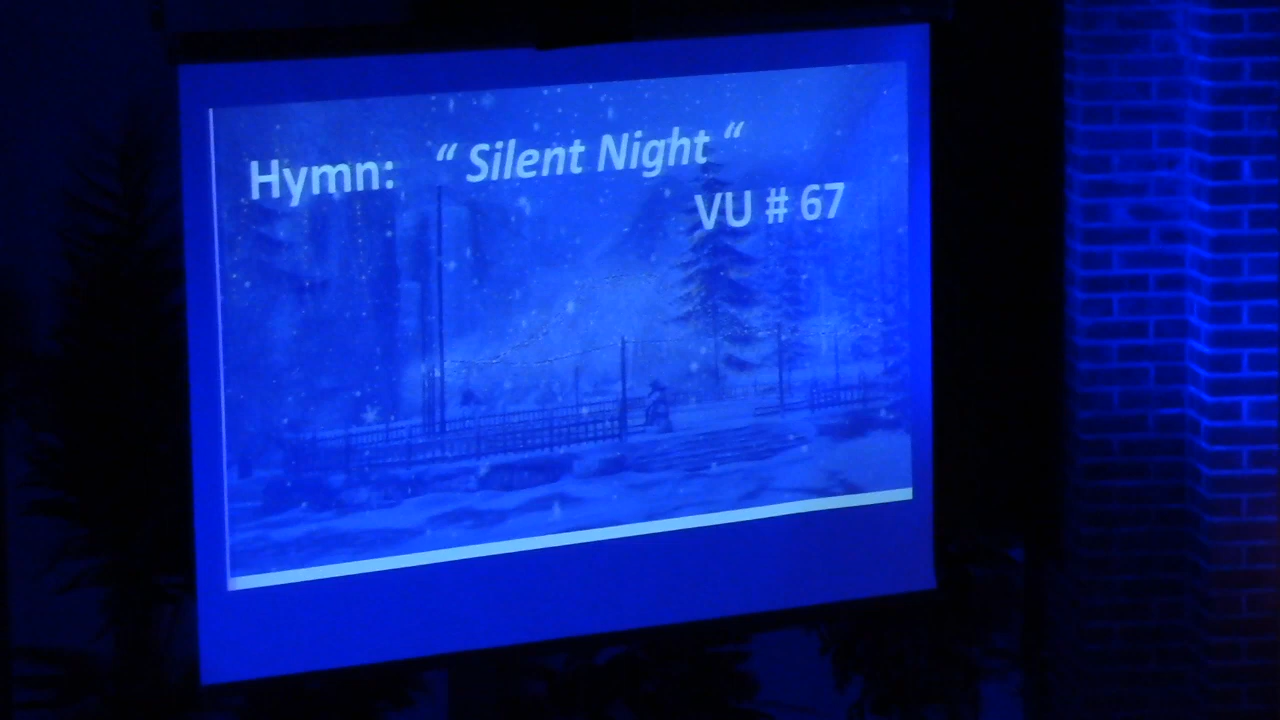 Hymn: “ Silent Night “
VU # 67